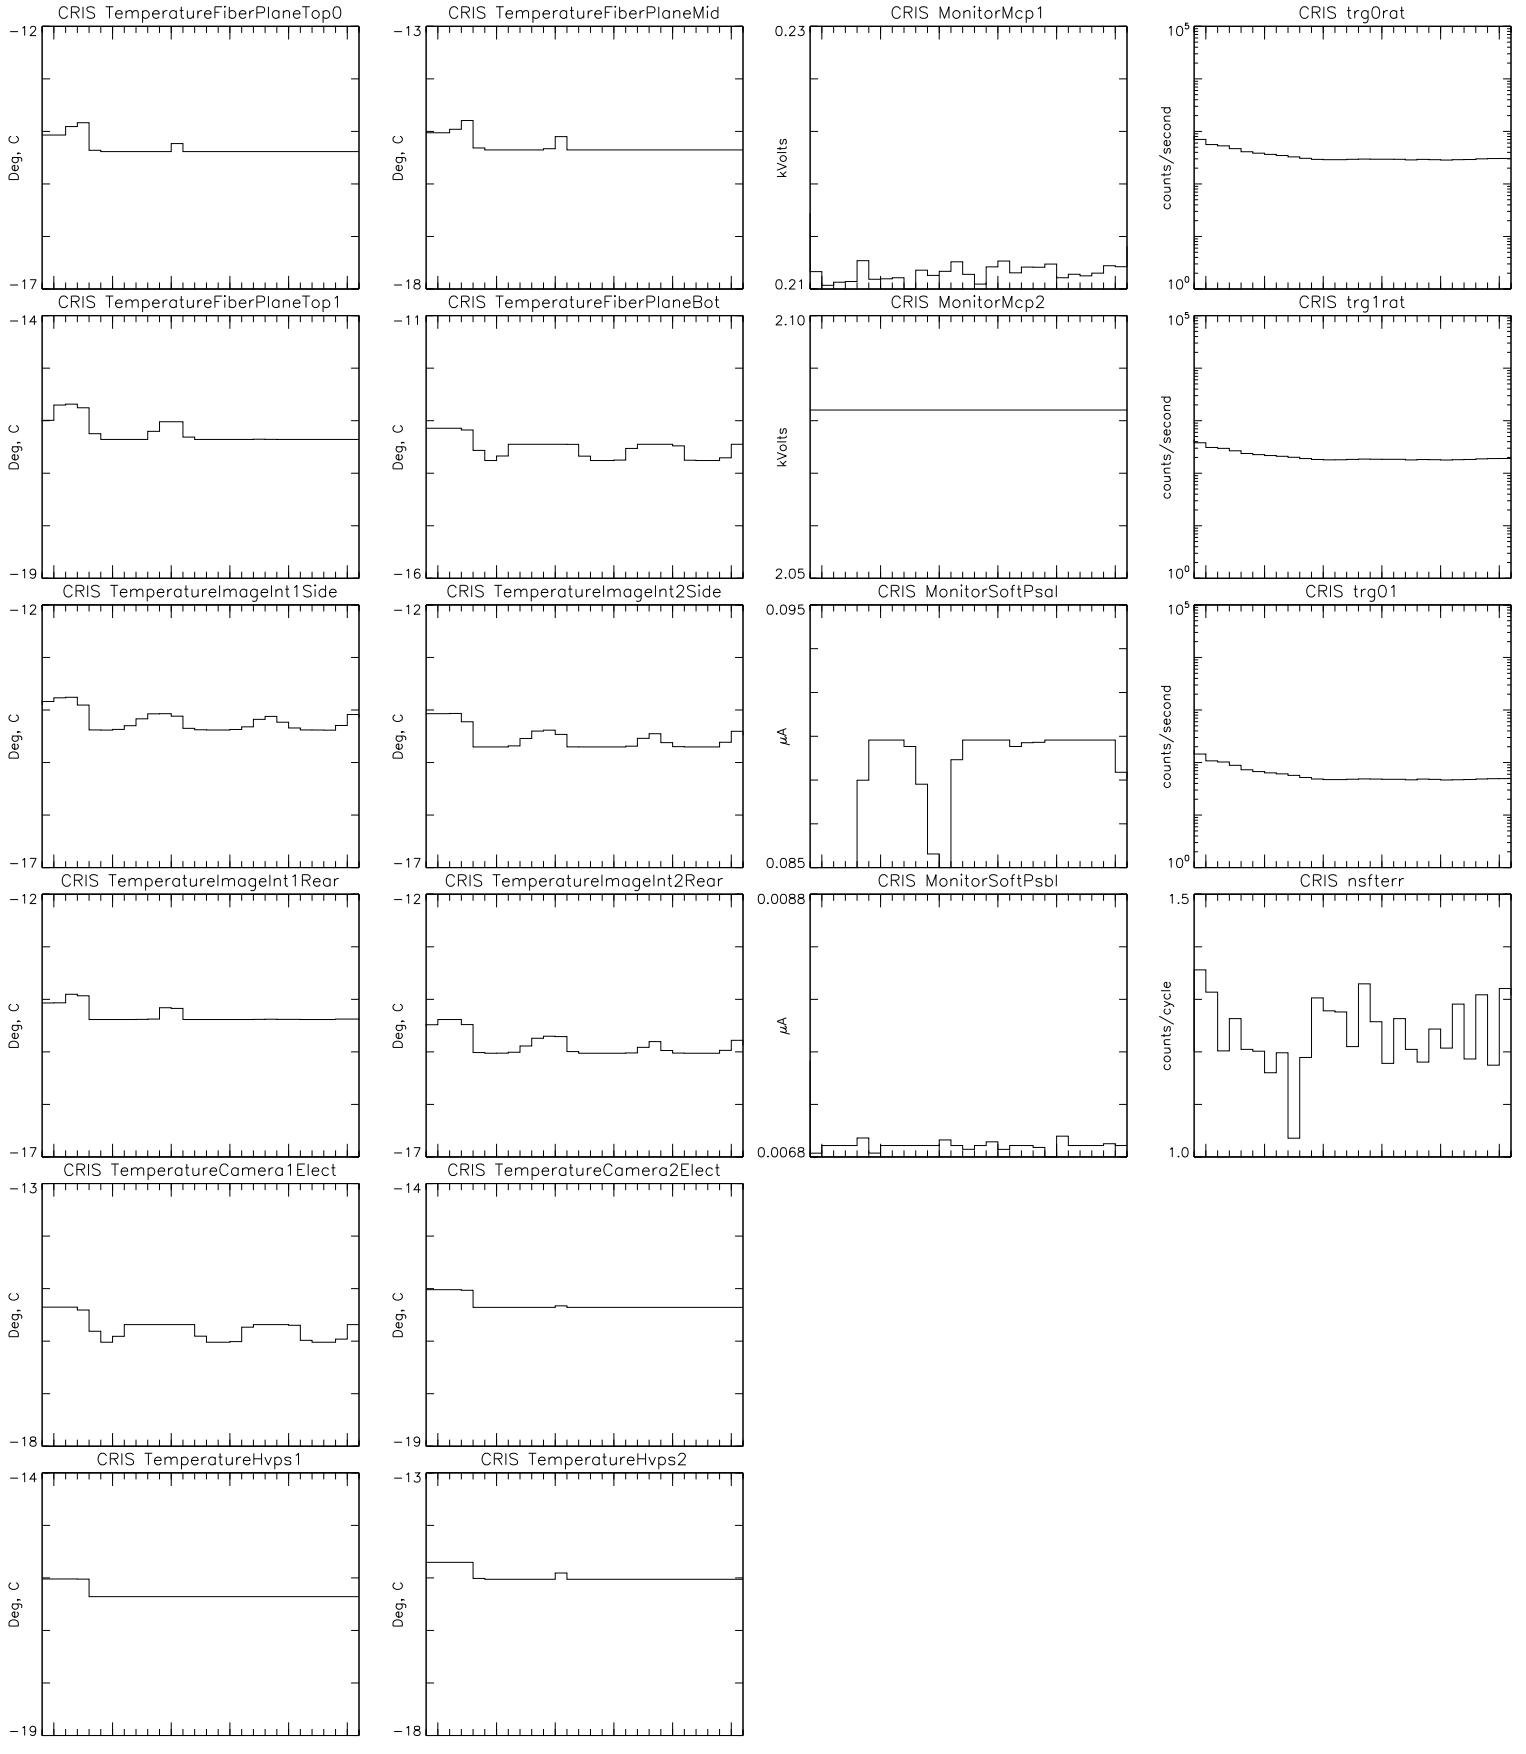 CRIS TemperatureFiberPlaneTop0
-12
Deg, C
-17
CRIS TemperatureFiberPlaneMid
-13
Deg, C
-18
CRIS MonitorMcp1
0.23
kVolts
0.21
CRIS trg0rat
10⁵
counts/second
10⁰
CRIS TemperatureFiberPlaneTop1
-14
Deg, C
-19
CRIS TemperatureFiberPlaneBot
-11
Deg, C
-16
CRIS MonitorMcp2
2.10
kVolts
2.05
CRIS trg1rat
10⁵
counts/second
10⁰
CRIS TemperatureImageInt1Side
-12
Deg, C
-17
CRIS TemperatureImageInt2Side
-12
Deg, C
-17
CRIS MonitorSoftPsaI
0.095
μA
0.085
CRIS trg01
10⁵
counts/second
10⁰
CRIS TemperatureImageInt1Rear
-12
Deg, C
-17
CRIS TemperatureImageInt2Rear
-12
Deg, C
-17
CRIS MonitorSoftPsbI
0.0088
μA
0.0068
CRIS nsfterr
1.5
counts/cycle
1.0
CRIS TemperatureCamera1Elect
-13
Deg, C
-18
CRIS TemperatureCamera2Elect
-14
Deg, C
-19
CRIS TemperatureHvps1
-14
Deg, C
-19
CRIS TemperatureHvps2
-13
Deg, C
-18